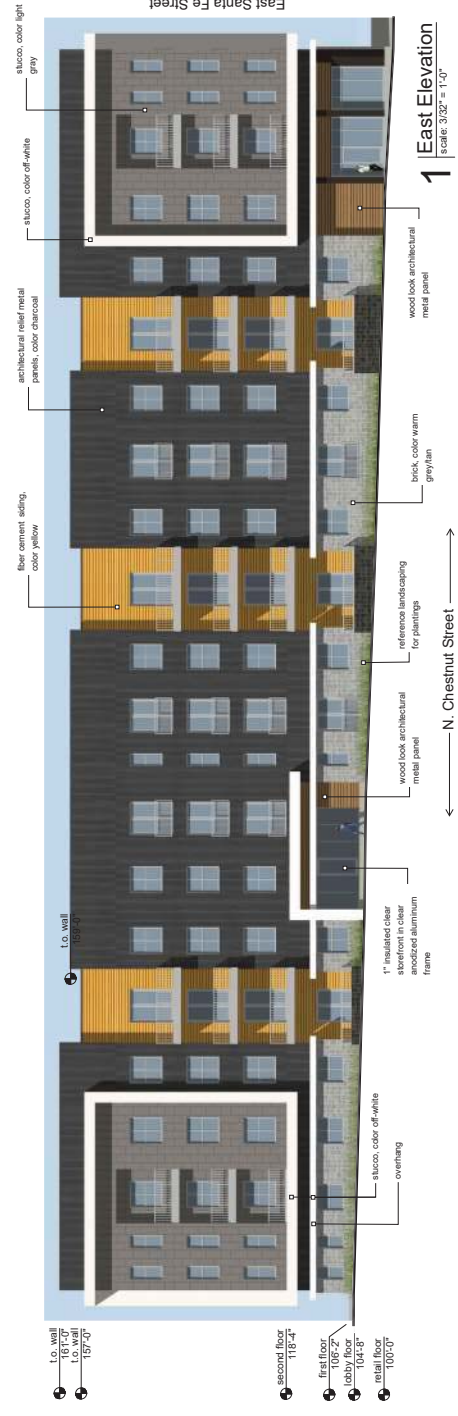 East Santa Fe Street
stucco, color light
gray
stucco, color off-white
architectural relief metal
panels, color charcoal
fiber cement siding,
color yellow
t.o. wall
159'-0"
t.o. wall
161'-0"
t.o. wall
157'-0"
second floor
118'-4"
first floor
106'-2"
lobby floor
104'-8"
retail floor
100'-0"
stucco, color off-white
overhang
1" insulated clear
storefront in clear
anodized aluminum
frame
wood look architectural
metal panel
reference landscaping
for plantings
brick, color warm
grey/tan
wood look architectural
metal panel
N. Chestnut Street
1 East Elevation
scale: 3/32" = 1'-0"